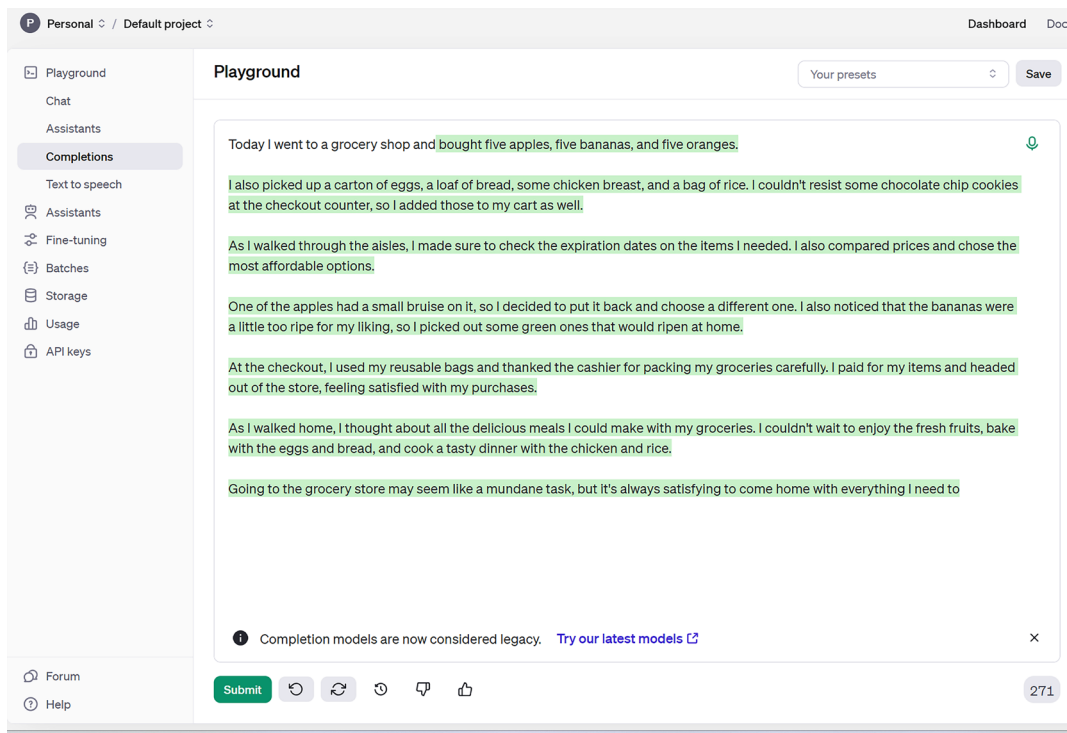 P Personal / Default project
Dashboard Doc
Playground
Chat
Assistants
Completions
Text to speech
Assistants
Fine-tuning
Batches
Storage
Usage
API keys
Forum
Help
Playground
Your presets
Save
Today I went to a grocery shop and bought five apples, five bananas, and five oranges.
I also picked up a carton of eggs, a loaf of bread, some chicken breast, and a bag of rice. I couldn't resist some chocolate chip cookies
at the checkout counter, so I added those to my cart as well.
As I walked through the aisles, I made sure to check the expiration dates on the items I needed. I also compared prices and chose the
most affordable options.
One of the apples had a small bruise on it, so I decided to put it back and choose a different one. I also noticed that the bananas were
a little too ripe for my liking, so I picked out some green ones that would ripen at home.
At the checkout, I used my reusable bags and thanked the cashier for packing my groceries carefully. I paid for my items and headed
out of the store, feeling satisfied with my purchases.
As I walked home, I thought about all the delicious meals I could make with my groceries. I couldn't wait to enjoy the fresh fruits, bake
with the eggs and bread, and cook a tasty dinner with the chicken and rice.
Going to the grocery store may seem like a mundane task, but it's always satisfying to come home with everything I need to
Completion models are now considered legacy. Try our latest models
Submit
271